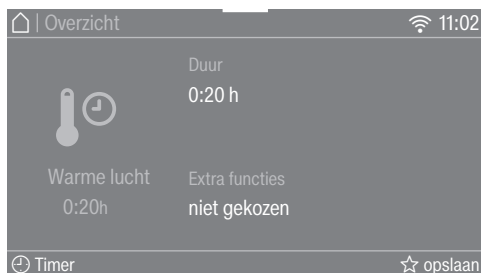 | Overzicht 11:02
Duur
0:20 h
Warme lucht
0:20h
Extra functies
niet gekozen
Timer opslaan